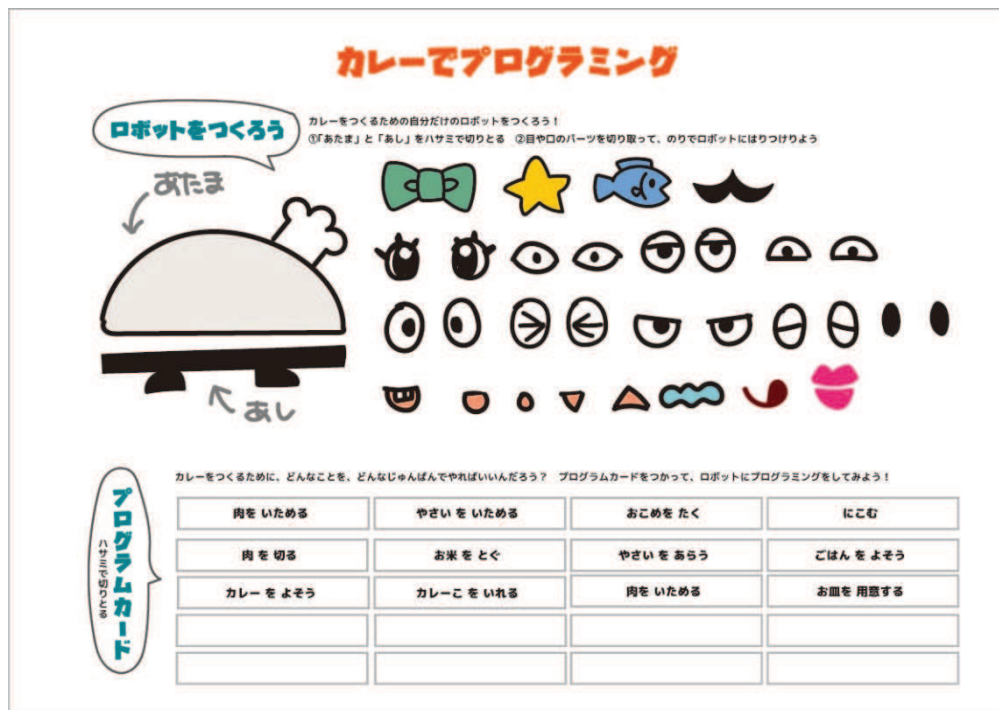 カレーでプログラミング
ロボットをつくろう
カレーをつくるための自分だけのロボットをつくろう！
①「あたま」と「あし」をハサミで切りとる　②目や口のパーツを切り取って、のりでロボットにはりつけよう
あたま
あし
プログラムカード
ハサミで切りとる
カレーをつくるために、どんなことを、どんなじゅんばんでやればいいんだろう？　プログラムカードをつかって、ロボットにプログラミングをしてみよう！
肉を いためる　やさい を いためる　おこめを たく　にこむ
肉 を 切る　お米 を とぐ　やさい を あらう　ごはん を よそう
カレー を よそう　カレーこ を いれる　肉を いためる　お皿を 用意する